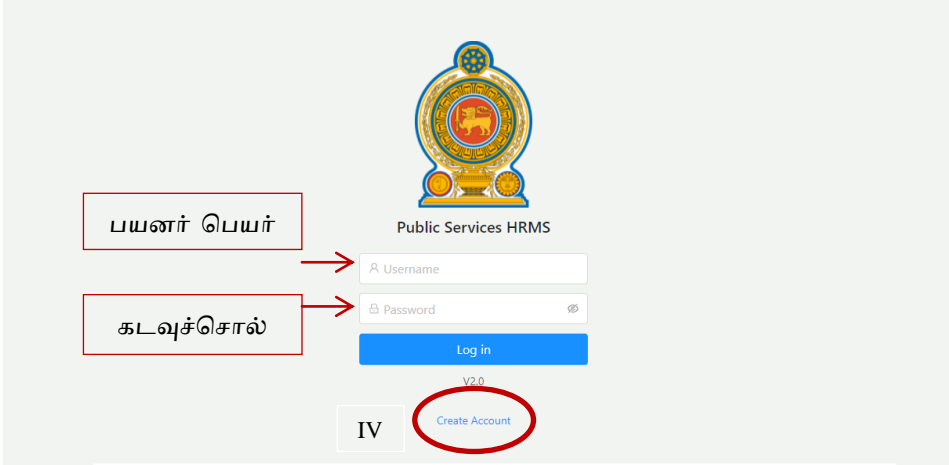 பயனர் பெயர்
Public Services HRMS
Username
கடவுச்சொல்
Password
Log in
V2.0
IV
Create Account